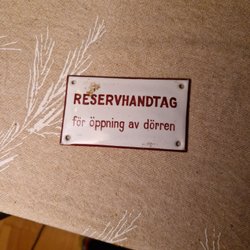 RESERVHANDTAG
för öppning av dörren